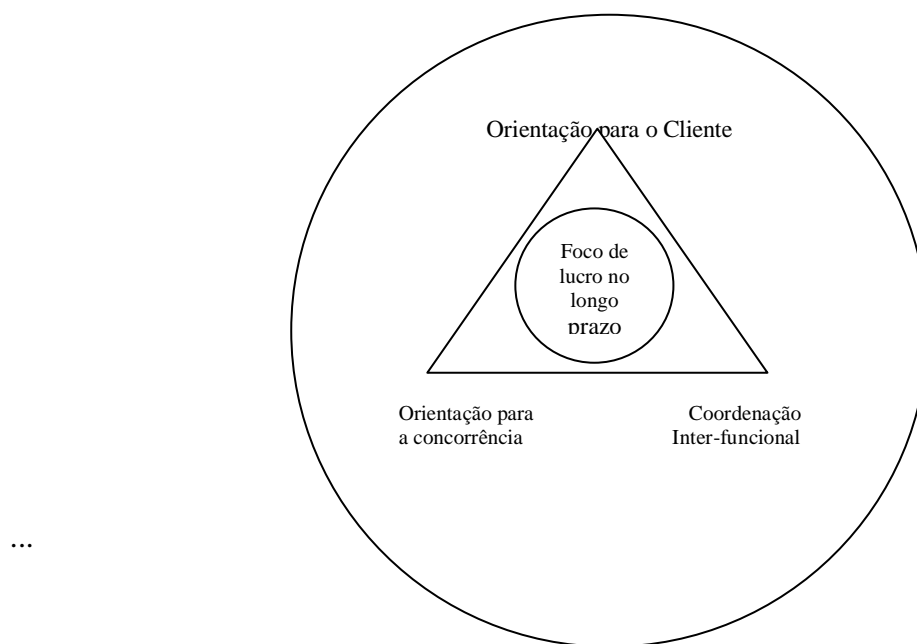 Orientação para o Cliente
Foco de
lucro no
longo
prazo
Orientação para
a concorrência
Coordenação
Inter-funcional
...